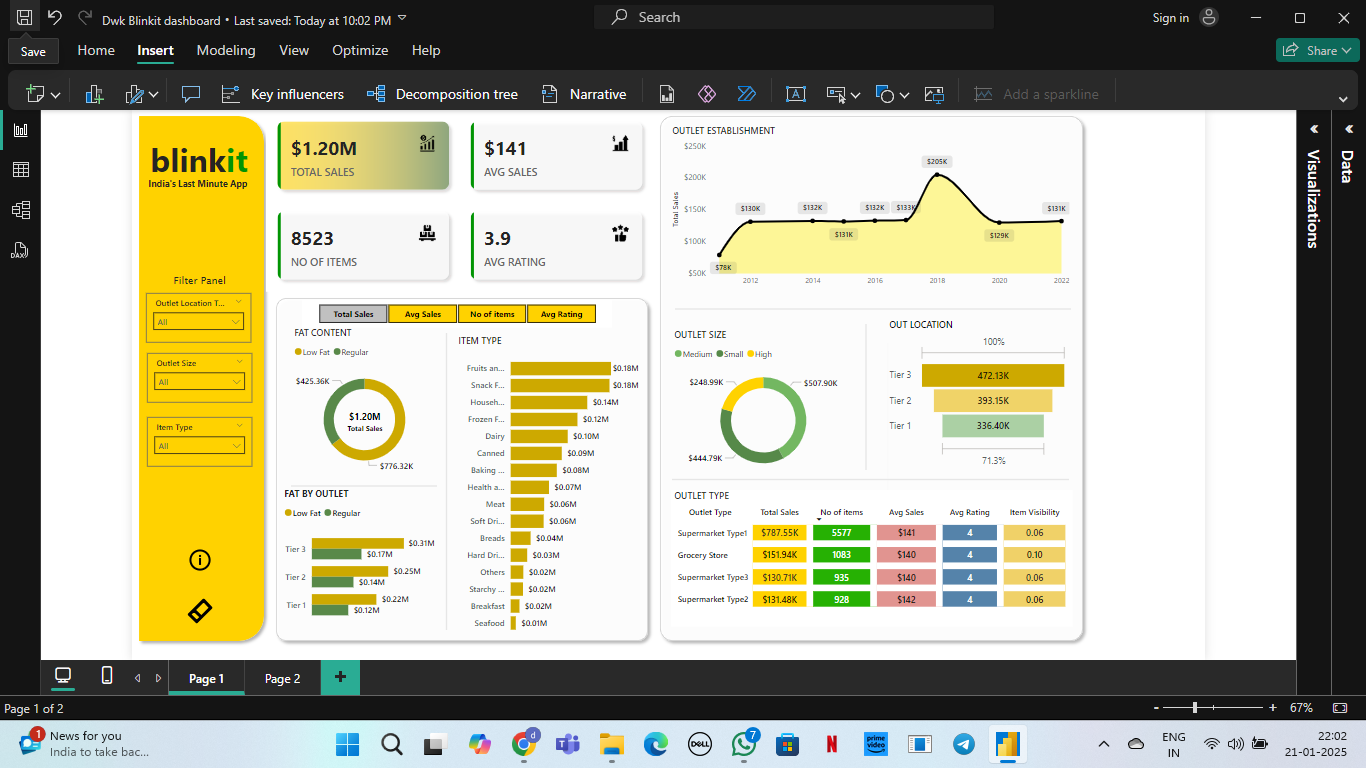 Dwk Blinkit dashboard • Last saved: Today at 10:02 PM
Search
Sign in
Save
Home
Insert
Modeling
View
Optimize
Help
Share
Key influencers
Decomposition tree
Narrative
Add a sparkline
DAX
blinkit
India's Last Minute App
Filter Panel
Outlet Location T...
All
Outlet Size
All
Item Type
All
$1.20M
TOTAL SALES
$141
AVG SALES
8523
NO OF ITEMS
3.9
AVG RATING
Total Sales
Avg Sales
No of items
Avg Rating
FAT CONTENT
Low Fat Regular
$425.36K
$1.20M
Total Sales
$776.32K
FAT BY OUTLET
Low Fat Regular
Tier 3 $0.31M
$0.17M
Tier 2 $0.25M
$0.14M
Tier 1 $0.22M
$0.12M
ITEM TYPE
Fruits an... $0.18M
Snack F... $0.18M
Househ... $0.14M
Frozen F... $0.12M
Dairy $0.10M
Canned $0.09M
Baking ... $0.08M
Health a... $0.07M
Meat $0.06M
Soft Dri... $0.06M
Breads $0.04M
Hard Dri... $0.03M
Others $0.02M
Starchy ... $0.02M
Breakfast $0.02M
Seafood $0.01M
OUTLET ESTABLISHMENT
Total Sales
$250K
$200K
$150K
$100K
$50K
$78K
$130K
$132K
$131K
$132K
$133K
$205K
$129K
$131K
2012 2014 2016 2018 2020 2022
OUTLET SIZE
Medium Small High
$248.99K
$507.90K
$444.79K
OUT LOCATION
100%
Tier 3 472.13K
Tier 2 393.15K
Tier 1 336.40K
71.3%
OUTLET TYPE
Outlet Type Total Sales No of items Avg Sales Avg Rating Item Visibility
Supermarket Type1 $787.55K 5577 $141 4 0.06
Grocery Store $151.94K 1083 $140 4 0.10
Supermarket Type3 $130.71K 935 $140 4 0.06
Supermarket Type2 $131.48K 928 $142 4 0.06
Visualizations
Data
Page 1
Page 2
Page 1 of 2
67%
1
News for you
India to take bac...
d
DELL
7
N
prime video
ENG
IN
22:02
21-01-2025